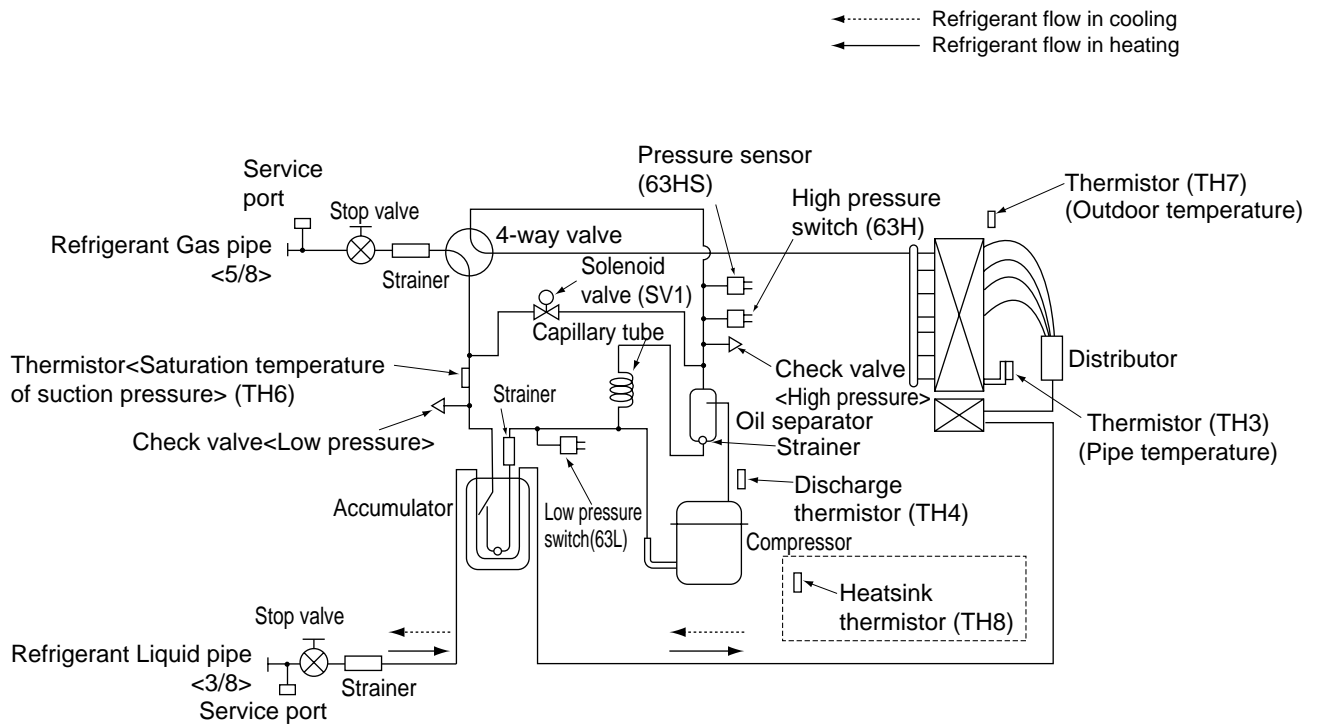 Refrigerant flow in cooling
Refrigerant flow in heating
Pressure sensor
(63HS)
High pressure
switch (63H)
Thermistor (TH7)
(Outdoor temperature)
Service
port
Stop valve
Refrigerant Gas pipe
<5/8>
Strainer
4-way valve
Solenoid
valve (SV1)
Capillary tube
Thermistor<Saturation temperature
of suction pressure> (TH6)
Strainer
Check valve
<High pressure>
Distributor
Check valve<Low pressure>
Oil separator
Strainer
Thermistor (TH3)
(Pipe temperature)
Accumulator
Low pressure
switch(63L)
Discharge
thermistor (TH4)
Compressor
Heatsink
thermistor (TH8)
Stop valve
Refrigerant Liquid pipe
<3/8>
Strainer
Service port